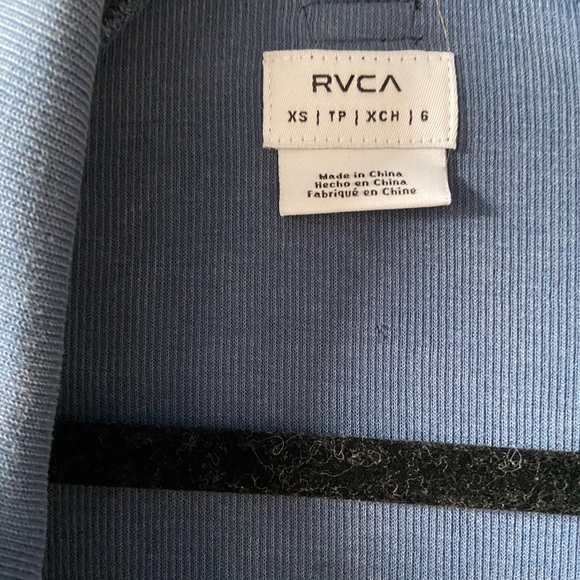 RVCA
XS | TP | XCH | 6
Made in China
Hecho en China
Fabriqué en Chine